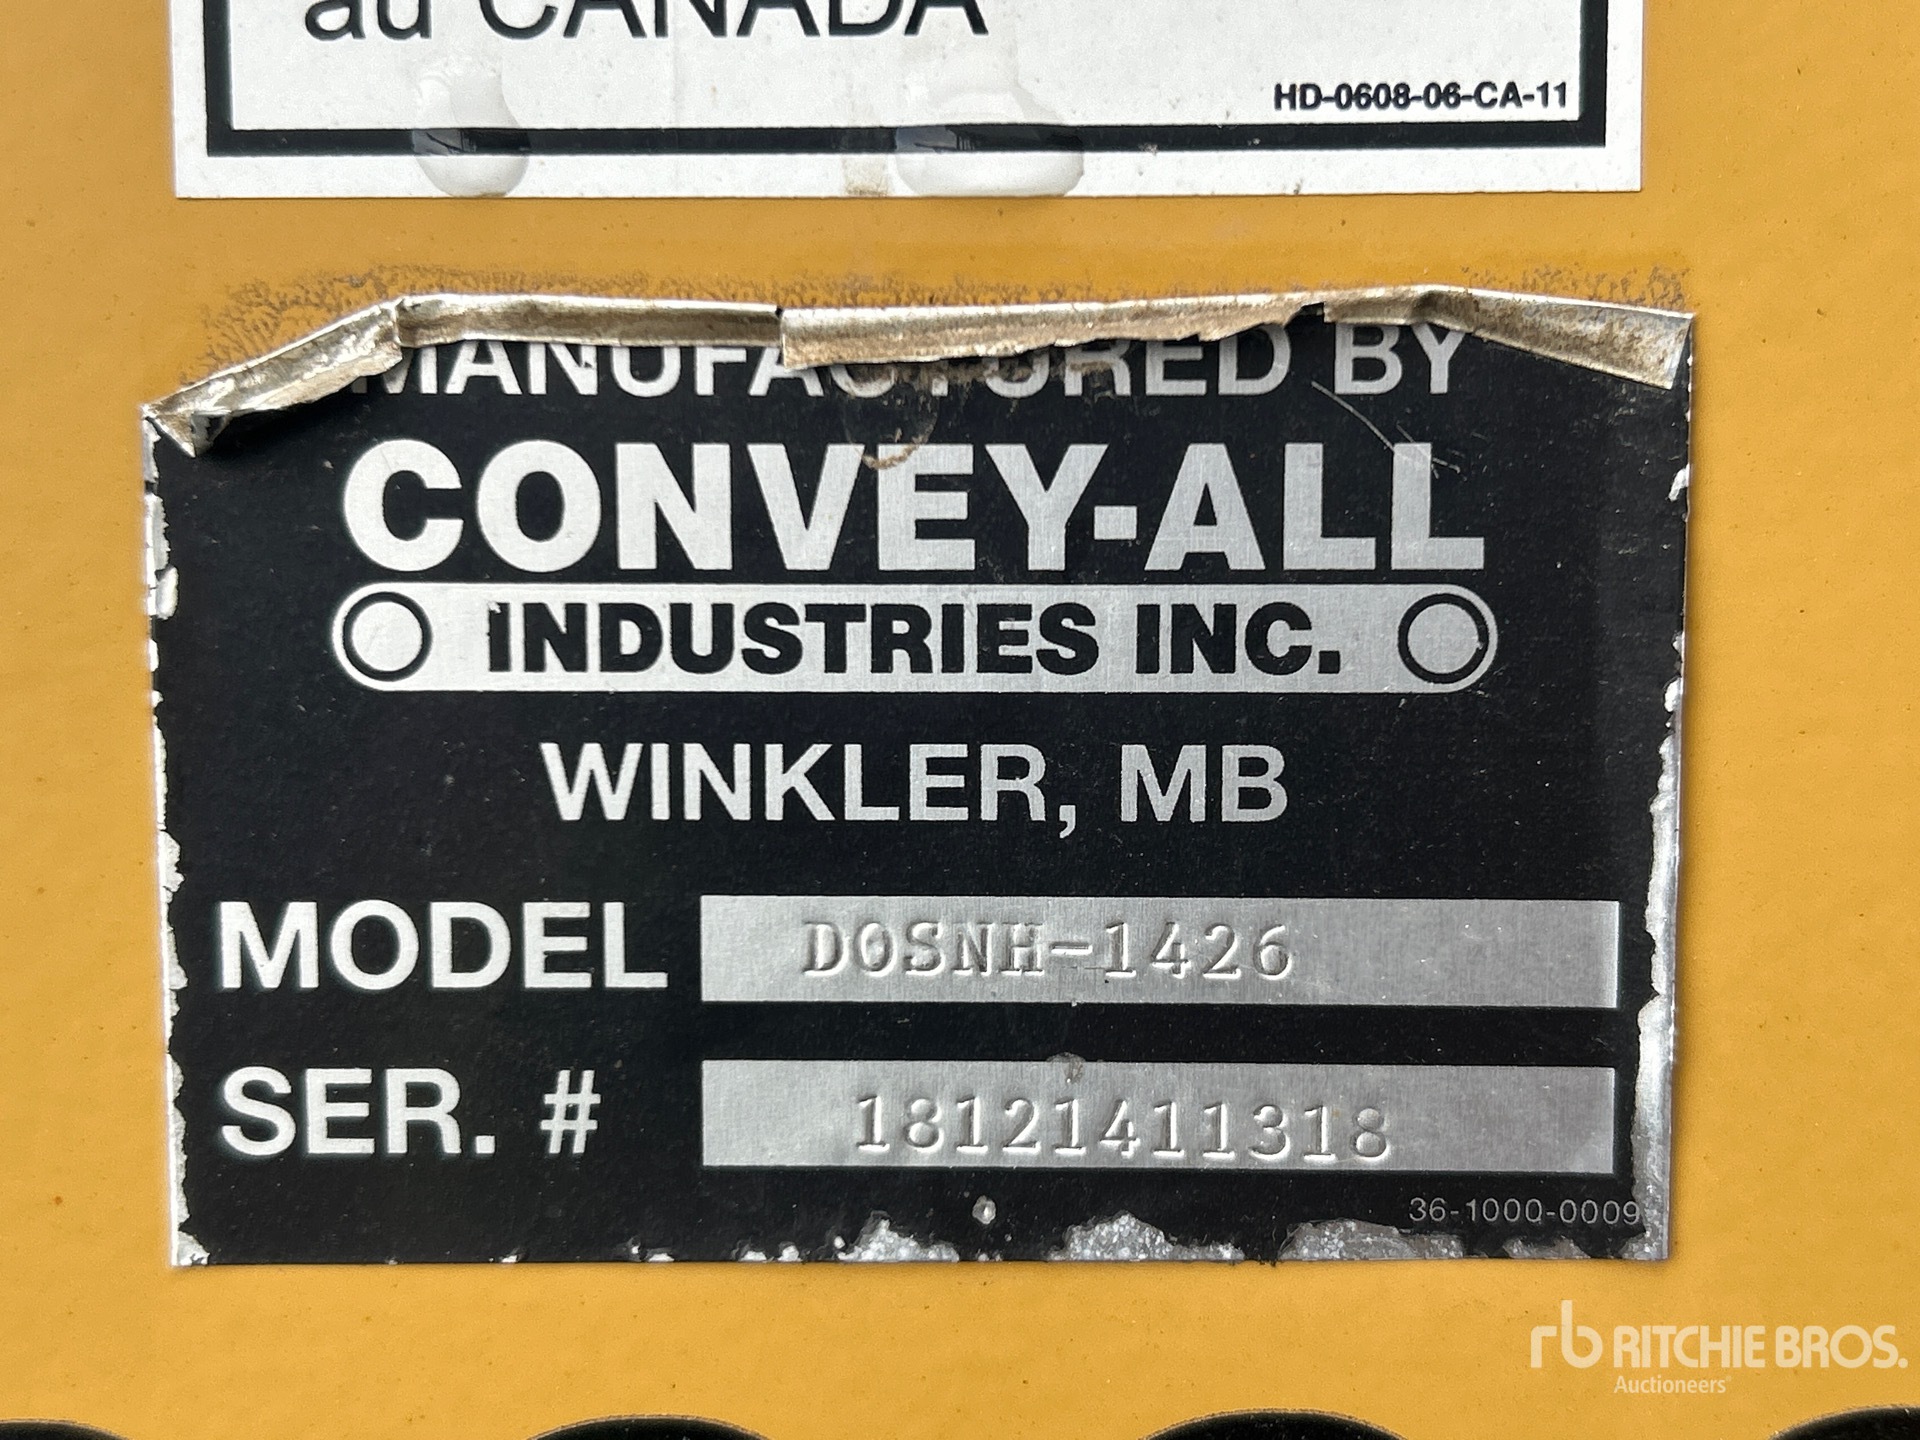 au CANADA
HD-0608-06-CA-11
MANUFACTURED BY
CONVEY-ALL
INDUSTRIES INC.
WINKLER, MB
MODEL DOSNH-1426
SER. # 18121411318
36-1000-0009
rb RITCHIE BROS.
Auctioneers